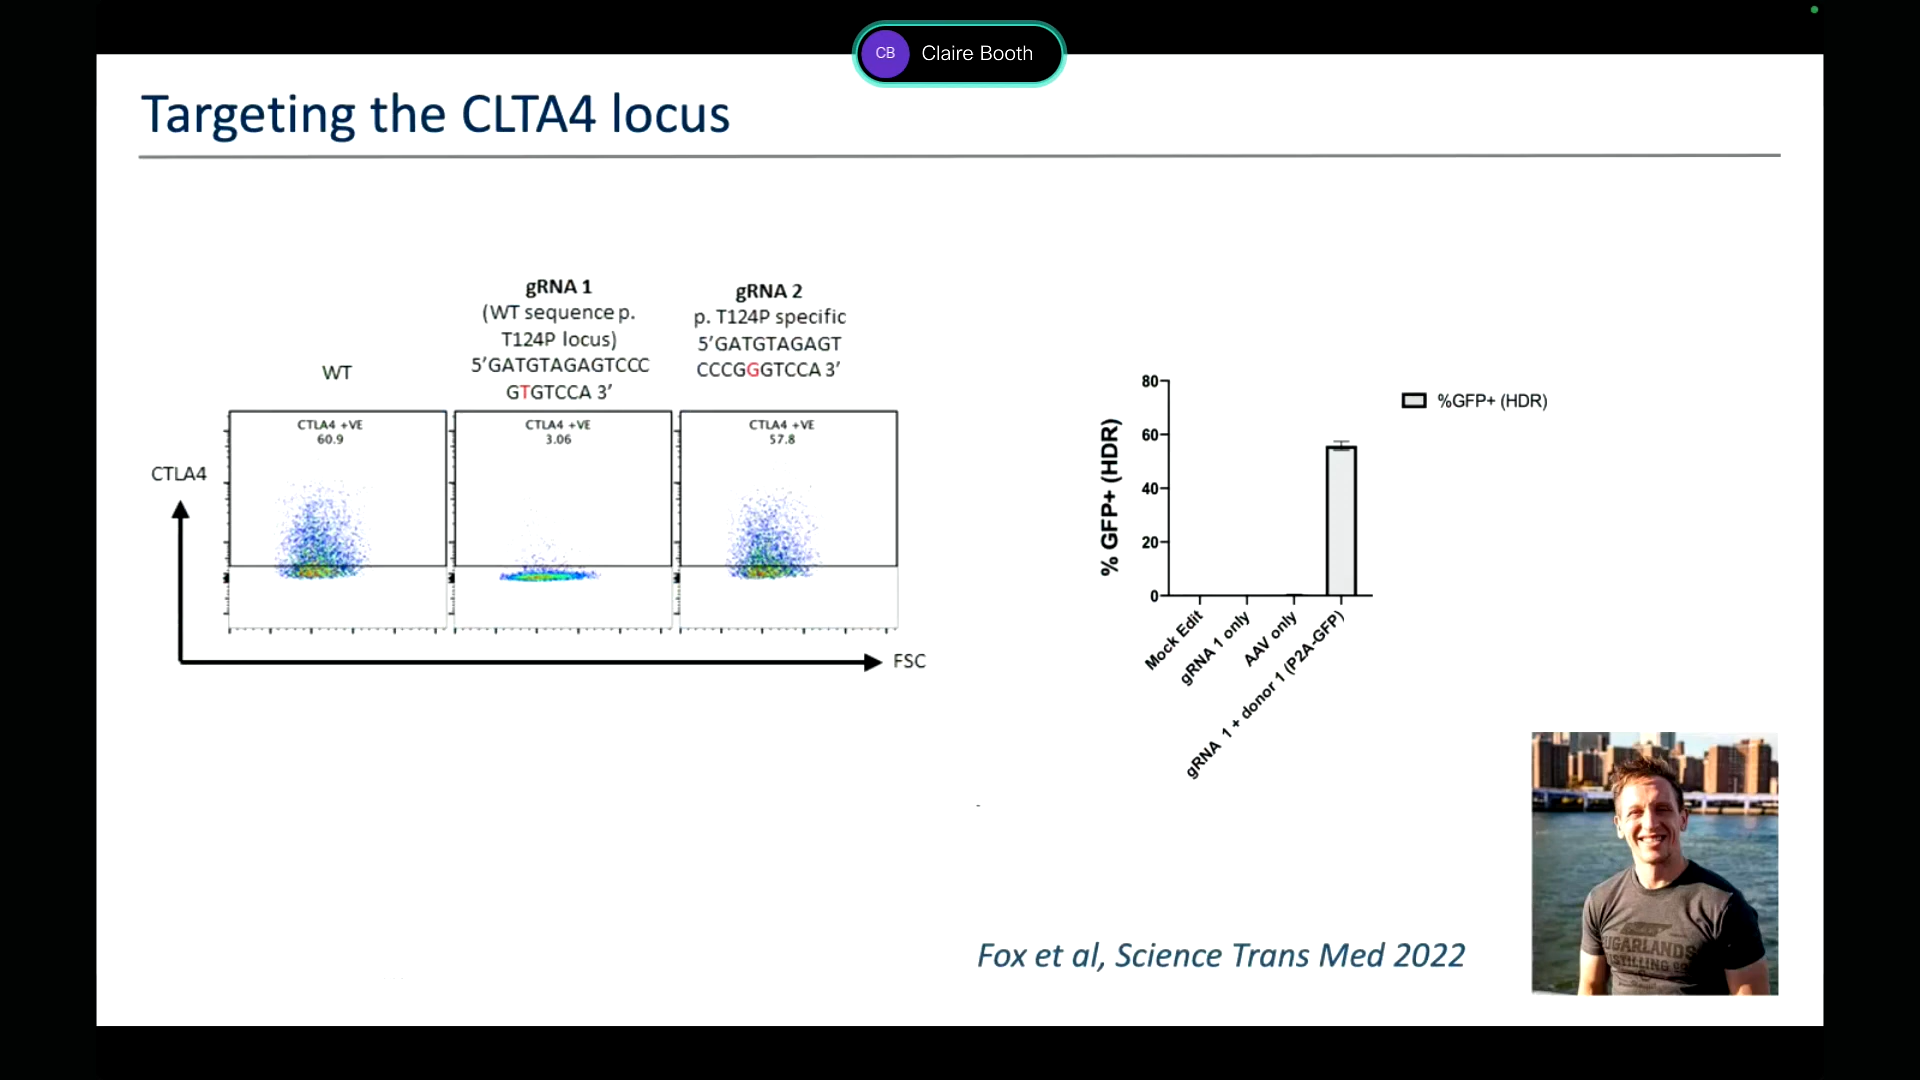 CB Claire Booth
Targeting the CLTA4 locus
gRNA 1
(WT sequence p.
T124P locus)
5'GATGTAGAGTCCC
GTGTCCA 3'
gRNA 2
p. T124P specific
5'GATGTAGAGT
CCCGGGTCCA 3'
WT
CTLA4 +VE
60.9
CTLA4 +VE
3.06
CTLA4 +VE
57.8
CTLA4
FSC
% GFP+ (HDR)
80
60
40
20
0
%GFP+ (HDR)
Mock Edit
gRNA 1 only
AAV only
gRNA 1 + donor 1 (P2A-GFP)
Fox et al, Science Trans Med 2022